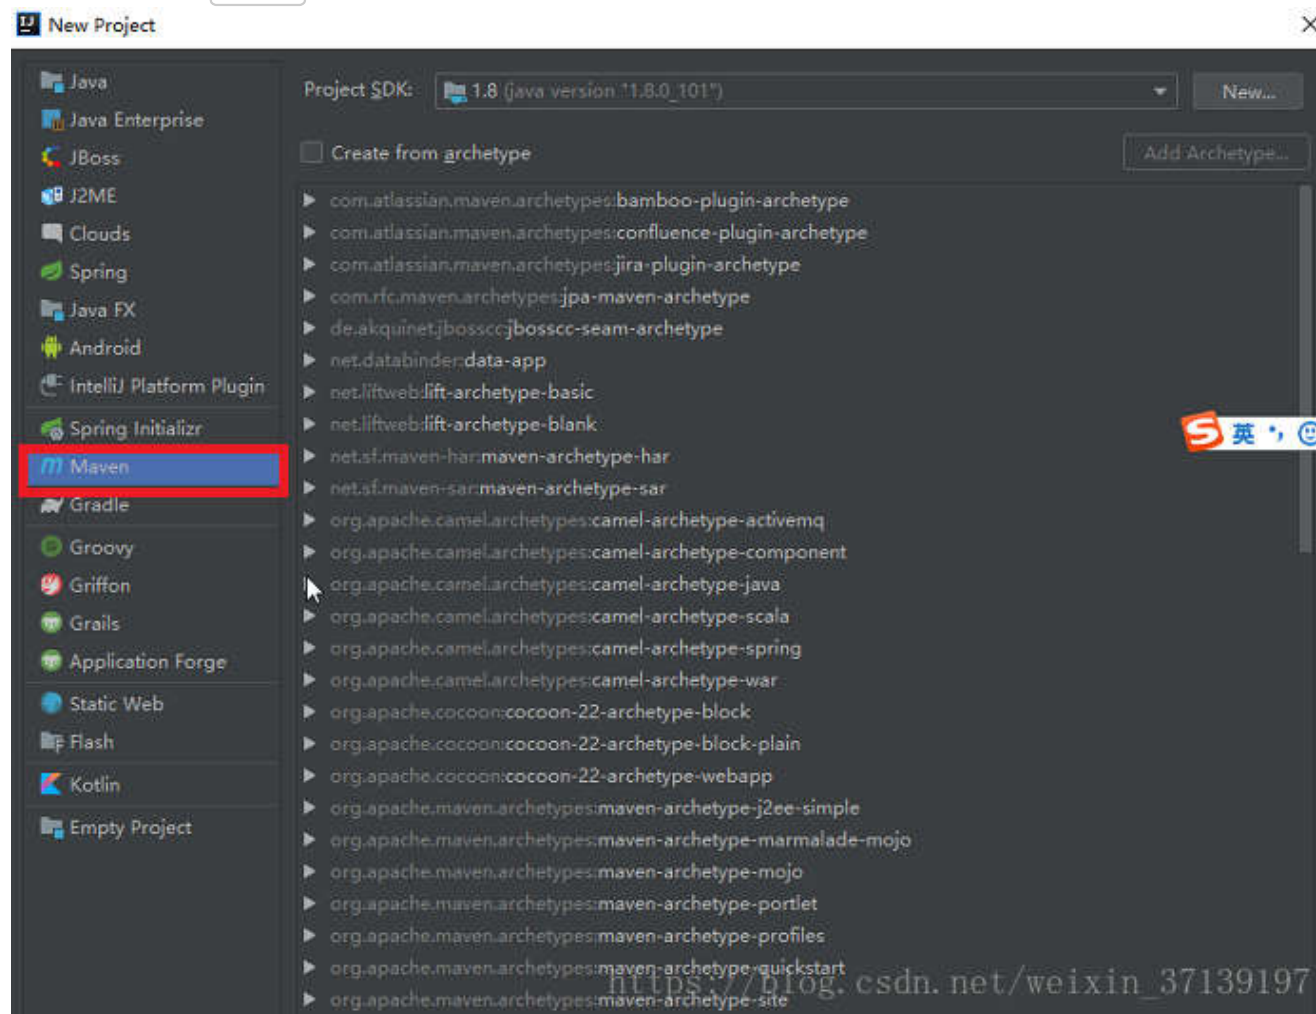 New Project
Java
Java Enterprise
JBoss
J2ME
Clouds
Spring
Java FX
Android
IntelliJ Platform Plugin
Spring Initializr
Maven
Gradle
Groovy
Griffon
Grails
Application Forge
Static Web
Flash
Kotlin
Empty Project
Project SDK: 1.8 (java version "1.8.0_101") New...
Create from archetype Add Archetype...
com.atlassian.maven.archetypes:bamboo-plugin-archetype
com.atlassian.maven.archetypes:confluence-plugin-archetype
com.atlassian.maven.archetypes:jira-plugin-archetype
com.rfc.maven.archetypes:jpa-maven-archetype
de.akquinet.jbosscc:jbosscc-seam-archetype
net.databinder:data-app
net.liftweb:lift-archetype-basic
net.liftweb:lift-archetype-blank
net.sf.maven-har:maven-archetype-har
net.sf.maven-sar:maven-archetype-sar
org.apache.camel.archetypes:camel-archetype-activemq
org.apache.camel.archetypes:camel-archetype-component
org.apache.camel.archetypes:camel-archetype-java
org.apache.camel.archetypes:camel-archetype-scala
org.apache.camel.archetypes:camel-archetype-spring
org.apache.camel.archetypes:camel-archetype-war
org.apache.cocoon:cocoon-22-archetype-block
org.apache.cocoon:cocoon-22-archetype-block-plain
org.apache.cocoon:cocoon-22-archetype-webapp
org.apache.maven.archetypes:maven-archetype-j2ee-simple
org.apache.maven.archetypes:maven-archetype-marmalade-mojo
org.apache.maven.archetypes:maven-archetype-mojo
org.apache.maven.archetypes:maven-archetype-portlet
org.apache.maven.archetypes:maven-archetype-profiles
org.apache.maven.archetypes:maven-archetype-quickstart
org.apache.maven.archetypes:maven-archetype-site
英
https://blog.csdn.net/weixin_37139197